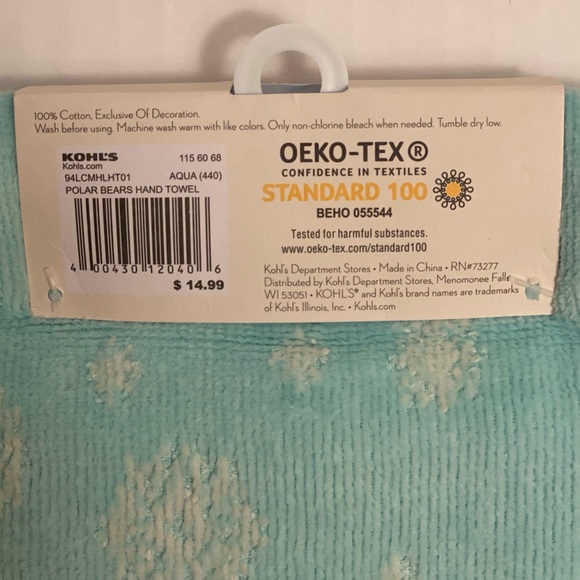 100% Cotton, Exclusive Of Decoration.
Wash before using. Machine wash warm with like colors. Only non-chlorine bleach when needed. Tumble dry low.
KOHL'S 115 60 68
Kohls.com
94LCMHLHT01 AQUA (440)
POLAR BEARS HAND TOWEL
4 00430 12040 6
$ 14.99
OEKO-TEX®
CONFIDENCE IN TEXTILES
STANDARD 100
BEHO 055544
Tested for harmful substances.
www.oeko-tex.com/standard100
Kohl's Department Stores • Made in China • RN#73277
Distributed by Kohl's Department Stores, Menomonee Falls
WI 53051 • KOHL'S® and Kohl's brand names are trademarks
of Kohl's Illinois, Inc. • Kohls.com